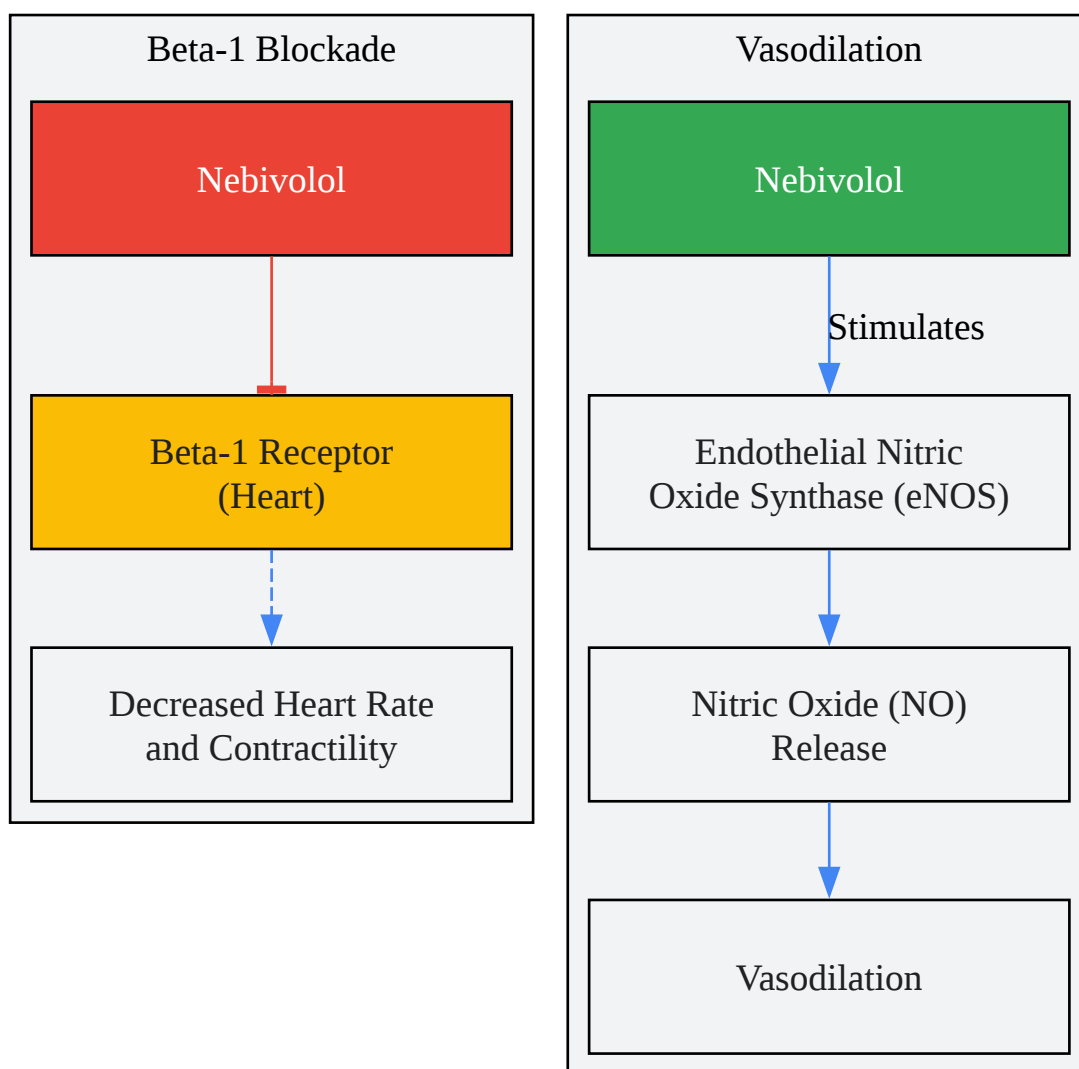 Beta-1 Blockade
Nebivolol
Beta-1 Receptor
(Heart)
Decreased Heart Rate
and Contractility
Vasodilation
Nebivolol
Stimulates
Endothelial Nitric
Oxide Synthase (eNOS)
Nitric Oxide (NO)
Release
Vasodilation